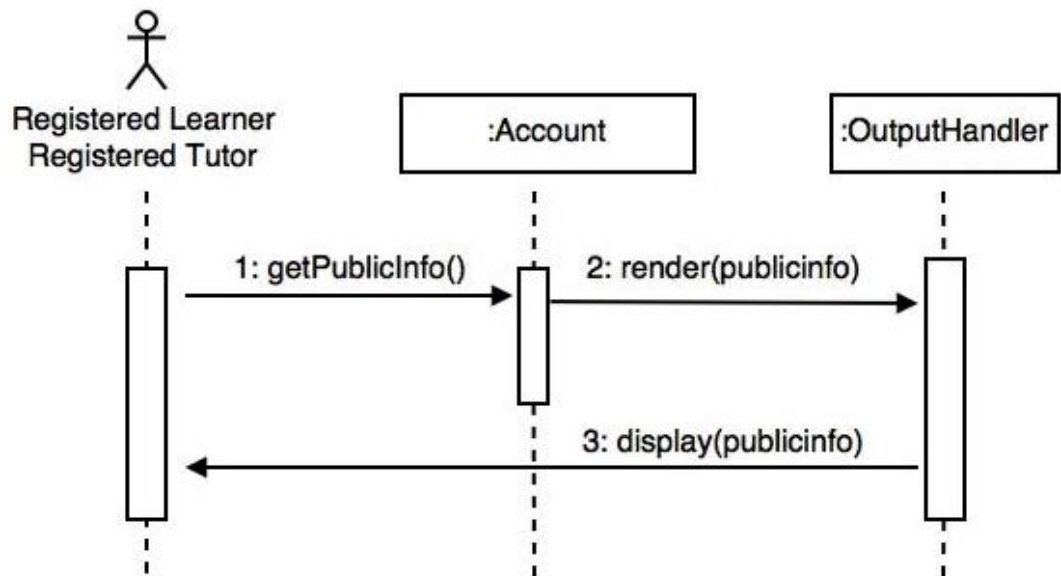 Registered Learner
Registered Tutor
:Account
:OutputHandler
1: getPublicInfo()
2: render(publicinfo)
3: display(publicinfo)